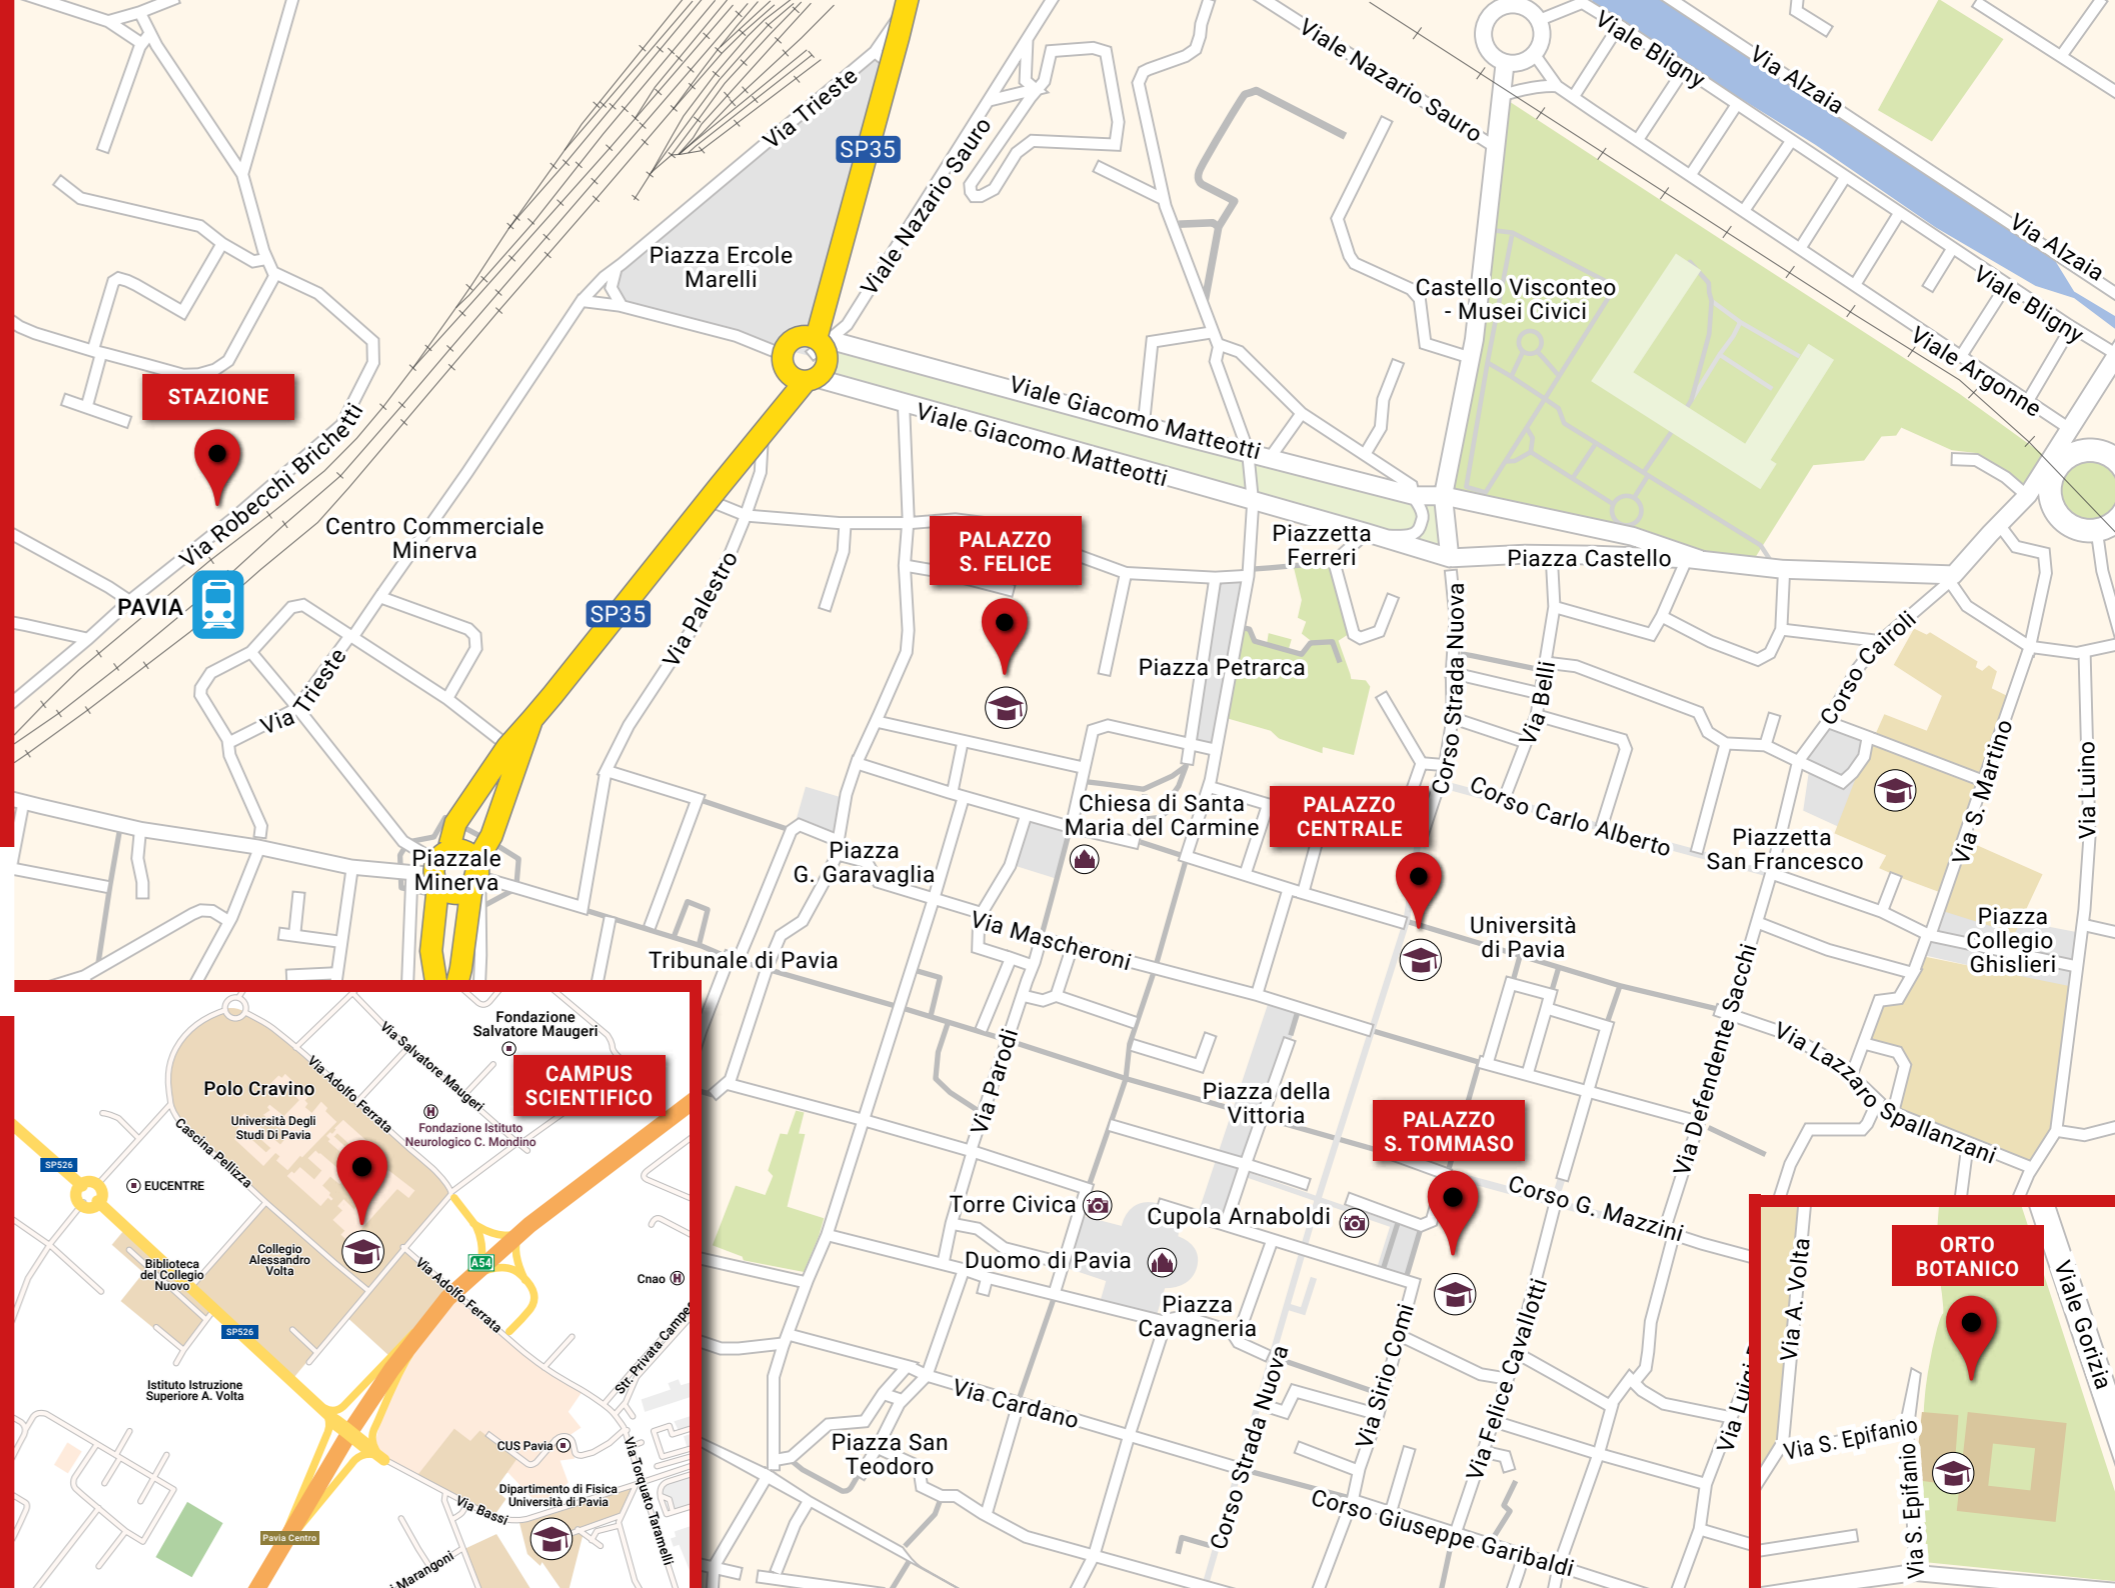 Viale Nazario Sauro
Viale Bligny
Via Alzaia
Via Trieste
SP35
Viale Nazario Sauro
Via Alzaia
Piazza Ercole
Marelli
Castello Visconteo
- Musei Civici
Viale Bligny
Viale Argonne
STAZIONE
Via Robecchi Brichetti
Viale Giacomo Matteotti
Viale Giacomo Matteotti
Centro Commerciale
Minerva
PALAZZO
S. FELICE
Piazzetta
Ferreri
Piazza Castello
PAVIA
SP35
Via Palestro
Corso Strada Nuova
Via Belli
Corso Cairoli
Via Trieste
Piazza Petrarca
Via S. Martino
Via Luino
Chiesa di Santa
Maria del Carmine
PALAZZO
CENTRALE
Corso Carlo Alberto
Piazzetta
San Francesco
Piazzale
Minerva
Piazza
G. Garavaglia
Via Mascheroni
Università
di Pavia
Piazza
Collegio
Ghislieri
Tribunale di Pavia
Via Defendente Sacchi
Via Parodi
Via Lazzaro Spallanzani
Piazza della
Vittoria
PALAZZO
S. TOMMASO
Torre Civica
Cupola Arnaboldi
Corso G. Mazzini
Duomo di Pavia
Piazza
Cavagneria
Via Cardano
Corso Strada Nuova
Via Sirio Comi
Via Felice Cavallotti
Via Luigi
Piazza San
Teodoro
Corso Giuseppe Garibaldi
Fondazione
Salvatore Maugeri
Via Salvatore Maugeri
CAMPUS
SCIENTIFICO
Polo Cravino
Via Adolfo Ferrata
Università Degli
Studi Di Pavia
H
Fondazione Istituto
Neurologico C. Mondino
Cascina Pellizza
SP526
EUCENTRE
Collegio
Alessandro
Volta
A54
Biblioteca
del Collegio
Nuovo
Via Adolfo Ferrata
Cnao H
SP526
Str. Privata Campe
Istituto Istruzione
Superiore A. Volta
CUS Pavia
Via Torquato Taramelli
Dipartimento di Fisica
Università di Pavia
Via Bassi
Pavia Centro
i Marangoni
ORTO
BOTANICO
Via A. Volta
Viale Gorizia
Via S. Epifanio
Via S. Epifanio